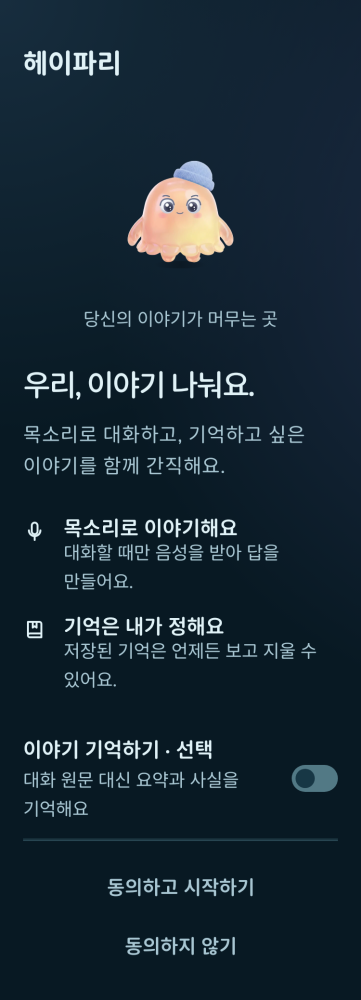 헤이파리
당신의 이야기가 머무는 곳
우리, 이야기 나눠요.
목소리로 대화하고, 기억하고 싶은
이야기를 함께 간직해요.
목소리로 이야기해요
대화할 때만 음성을 받아 답을
만들어요.
기억은 내가 정해요
저장된 기억은 언제든 보고 지울 수
있어요.
이야기 기억하기 · 선택
대화 원문 대신 요약과 사실을
기억해요
동의하고 시작하기
동의하지 않기